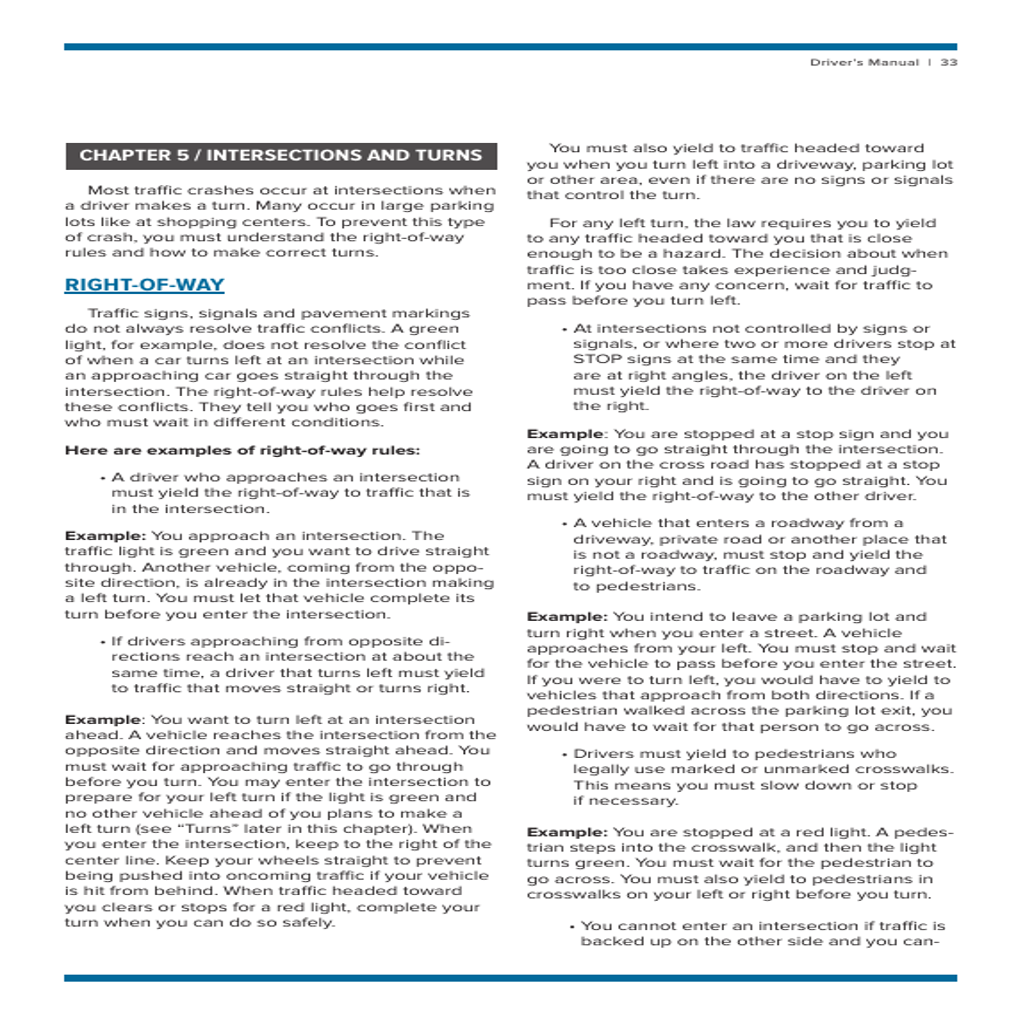 Driver's Manual | 33
CHAPTER 5 / INTERSECTIONS AND TURNS
Most traffic crashes occur at intersections when
a driver makes a turn. Many occur in large parking
lots like at shopping centers. To prevent this type
of crash, you must understand the right-of-way
rules and how to make correct turns.
RIGHT-OF-WAY
Traffic signs, signals and pavement markings
do not always resolve traffic conflicts. A green
light, for example, does not resolve the conflict
of when a car turns left at an intersection while
an approaching car goes straight through the
intersection. The right-of-way rules help resolve
these conflicts. They tell you who goes first and
who must wait in different conditions.
Here are examples of right-of-way rules:
• A driver who approaches an intersection
must yield the right-of-way to traffic that is
in the intersection.
Example: You approach an intersection. The
traffic light is green and you want to drive straight
through. Another vehicle, coming from the oppo-
site direction, is already in the intersection making
a left turn. You must let that vehicle complete its
turn before you enter the intersection.
• If drivers approaching from opposite di-
rections reach an intersection at about the
same time, a driver that turns left must yield
to traffic that moves straight or turns right.
Example: You want to turn left at an intersection
ahead. A vehicle reaches the intersection from the
opposite direction and moves straight ahead. You
must wait for approaching traffic to go through
before you turn. You may enter the intersection to
prepare for your left turn if the light is green and
no other vehicle ahead of you plans to make a
left turn (see “Turns” later in this chapter). When
you enter the intersection, keep to the right of the
center line. Keep your wheels straight to prevent
being pushed into oncoming traffic if your vehicle
is hit from behind. When traffic headed toward
you clears or stops for a red light, complete your
turn when you can do so safely.
You must also yield to traffic headed toward
you when you turn left into a driveway, parking lot
or other area, even if there are no signs or signals
that control the turn.
For any left turn, the law requires you to yield
to any traffic headed toward you that is close
enough to be a hazard. The decision about when
traffic is too close takes experience and judg-
ment. If you have any concern, wait for traffic to
pass before you turn left.
• At intersections not controlled by signs or
signals, or where two or more drivers stop at
STOP signs at the same time and they
are at right angles, the driver on the left
must yield the right-of-way to the driver on
the right.
Example: You are stopped at a stop sign and you
are going to go straight through the intersection.
A driver on the cross road has stopped at a stop
sign on your right and is going to go straight. You
must yield the right-of-way to the other driver.
• A vehicle that enters a roadway from a
driveway, private road or another place that
is not a roadway, must stop and yield the
right-of-way to traffic on the roadway and
to pedestrians.
Example: You intend to leave a parking lot and
turn right when you enter a street. A vehicle
approaches from your left. You must stop and wait
for the vehicle to pass before you enter the street.
If you were to turn left, you would have to yield to
vehicles that approach from both directions. If a
pedestrian walked across the parking lot exit, you
would have to wait for that person to go across.
• Drivers must yield to pedestrians who
legally use marked or unmarked crosswalks.
This means you must slow down or stop
if necessary.
Example: You are stopped at a red light. A pedes-
trian steps into the crosswalk, and then the light
turns green. You must wait for the pedestrian to
go across. You must also yield to pedestrians in
crosswalks on your left or right before you turn.
• You cannot enter an intersection if traffic is
backed up on the other side and you can-